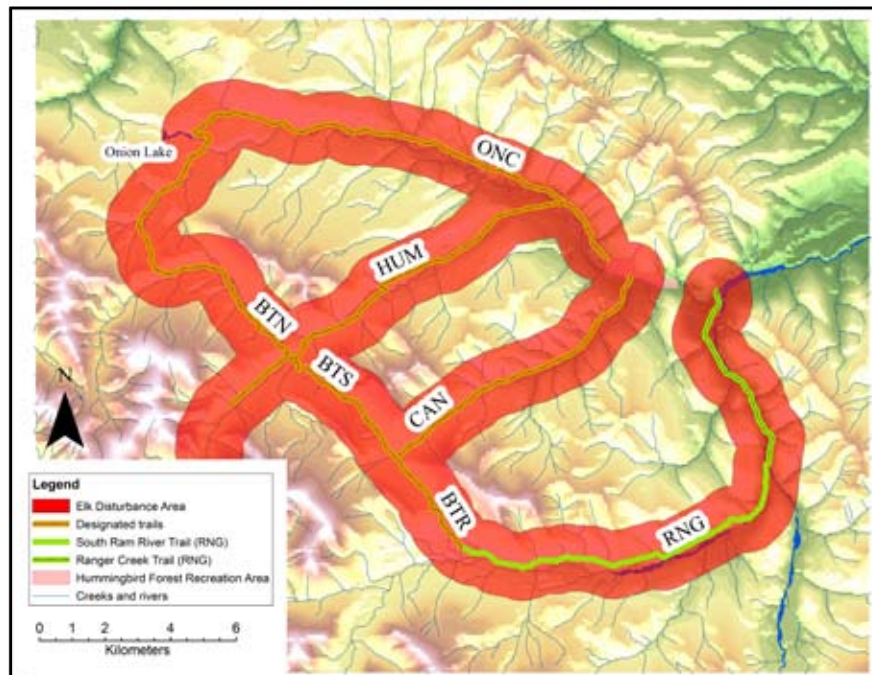 Onion Lake
ONC
HUM
BTN
BTS
CAN
BTR
RNG
N
Legend
Elk Disturbance Area
Designated trails
South Ram River Trail (RNG)
Ranger Creek Trail (RNG)
Hummingbird Forest Recreation Area
Creeks and rivers
0 1 2 4 6
Kilometers